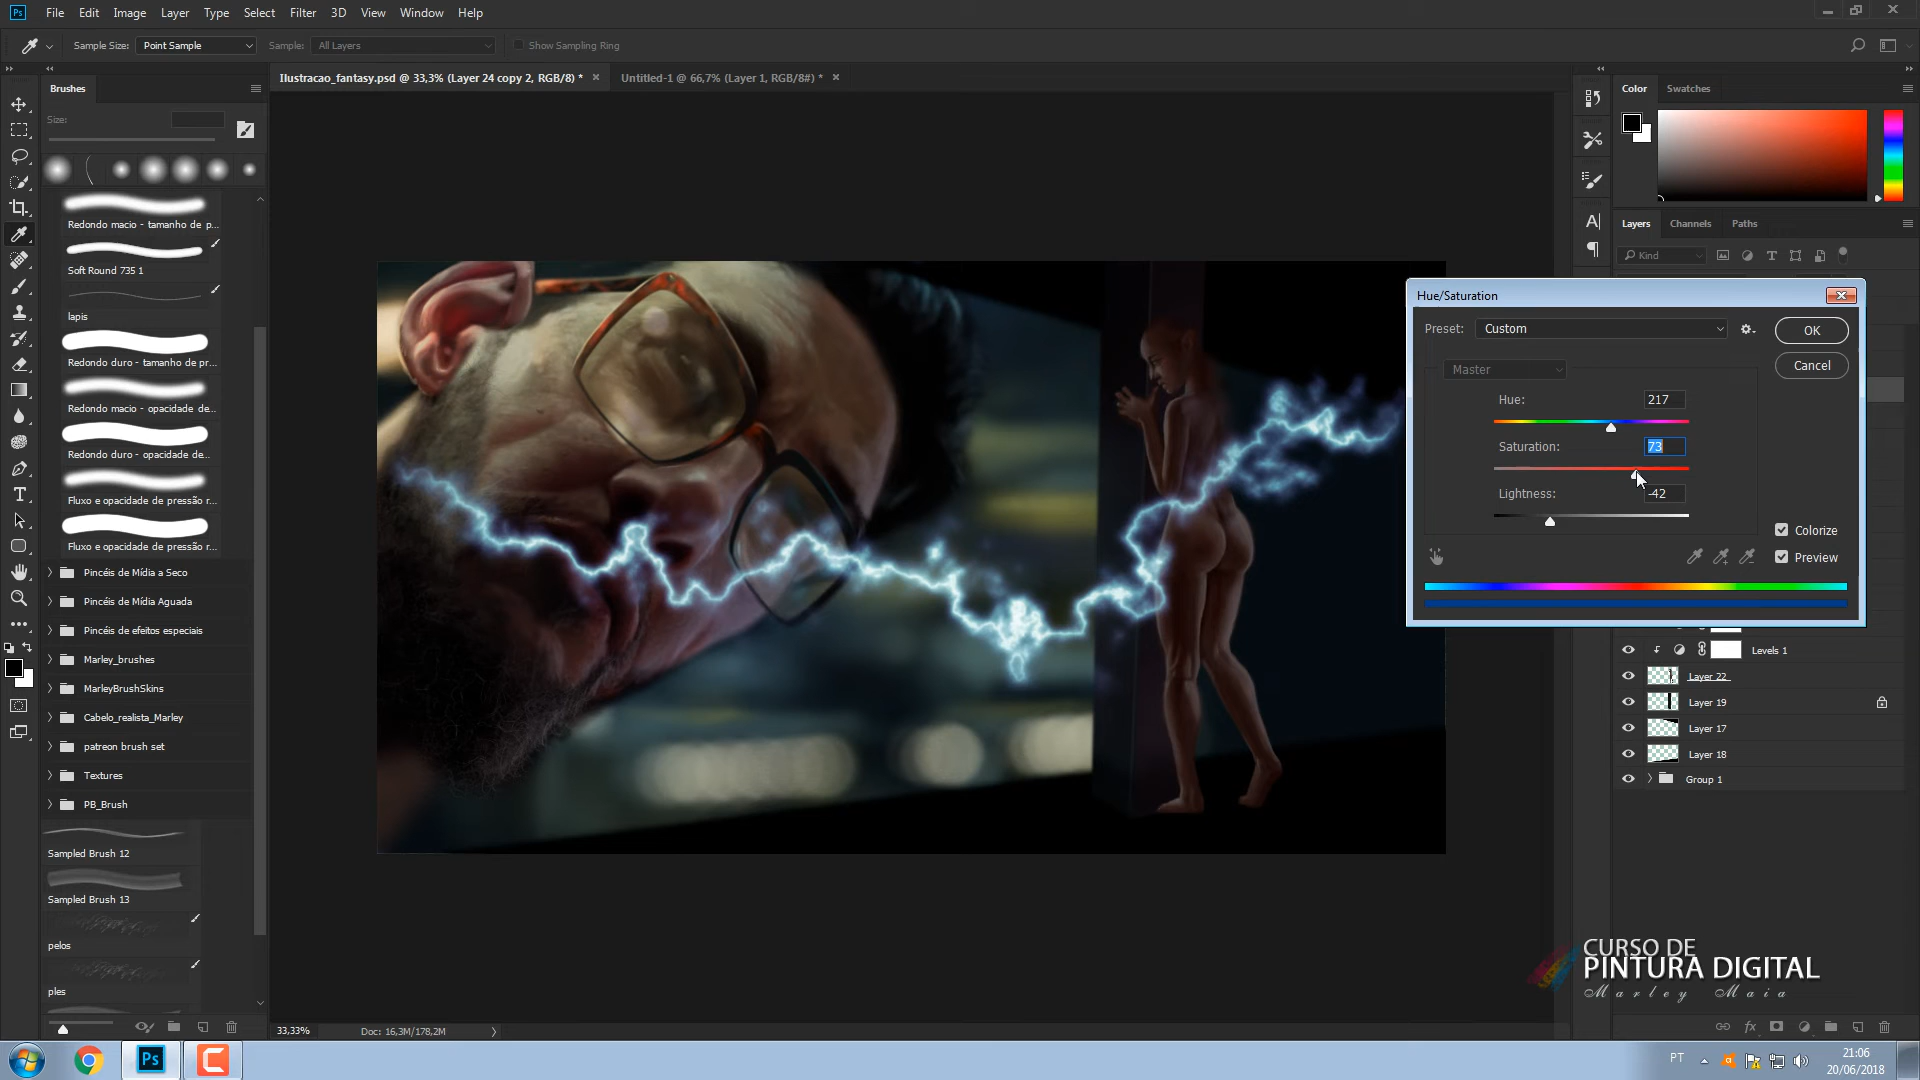 Ps File Edit Image Layer Type Select Filter 3D View Window Help
Sample Size: Point Sample Sample: All Layers Show Sampling Ring
Ilustracao_fantasy.psd @ 33,3% (Layer 24 copy 2, RGB/8) * Untitled-1 @ 66,7% (Layer 1, RGB/8#) *
Brushes
Size:
Redondo macio - tamanho de p...
Soft Round 735 1
lapis
Redondo duro - tamanho de pr...
Redondo macio - opacidade de...
Redondo duro - opacidade de...
Fluxo e opacidade de pressão r...
Fluxo e opacidade de pressão r...
Pincéis de Mídia a Seco
Pincéis de Mídia Aguada
Pincéis de efeitos especiais
Marley_brushes
MarleyBrushSkins
Cabelo_realista_Marley
patreon brush set
Textures
PB_Brush
Sampled Brush 12
Sampled Brush 13
pelos
ples
33,33% Doc: 16,3M/178,2M
Color Swatches
Layers Channels Paths
Kind
Hue/Saturation
Preset: Custom
OK
Master
Cancel
Hue: 217
Saturation: 73
Lightness: -42
Colorize
Preview
Levels 1
Layer 22
Layer 19
Layer 17
Layer 18
Group 1
CURSO DE
PINTURA DIGITAL
Marley Maia
Ps
PT
21:06
20/06/2018